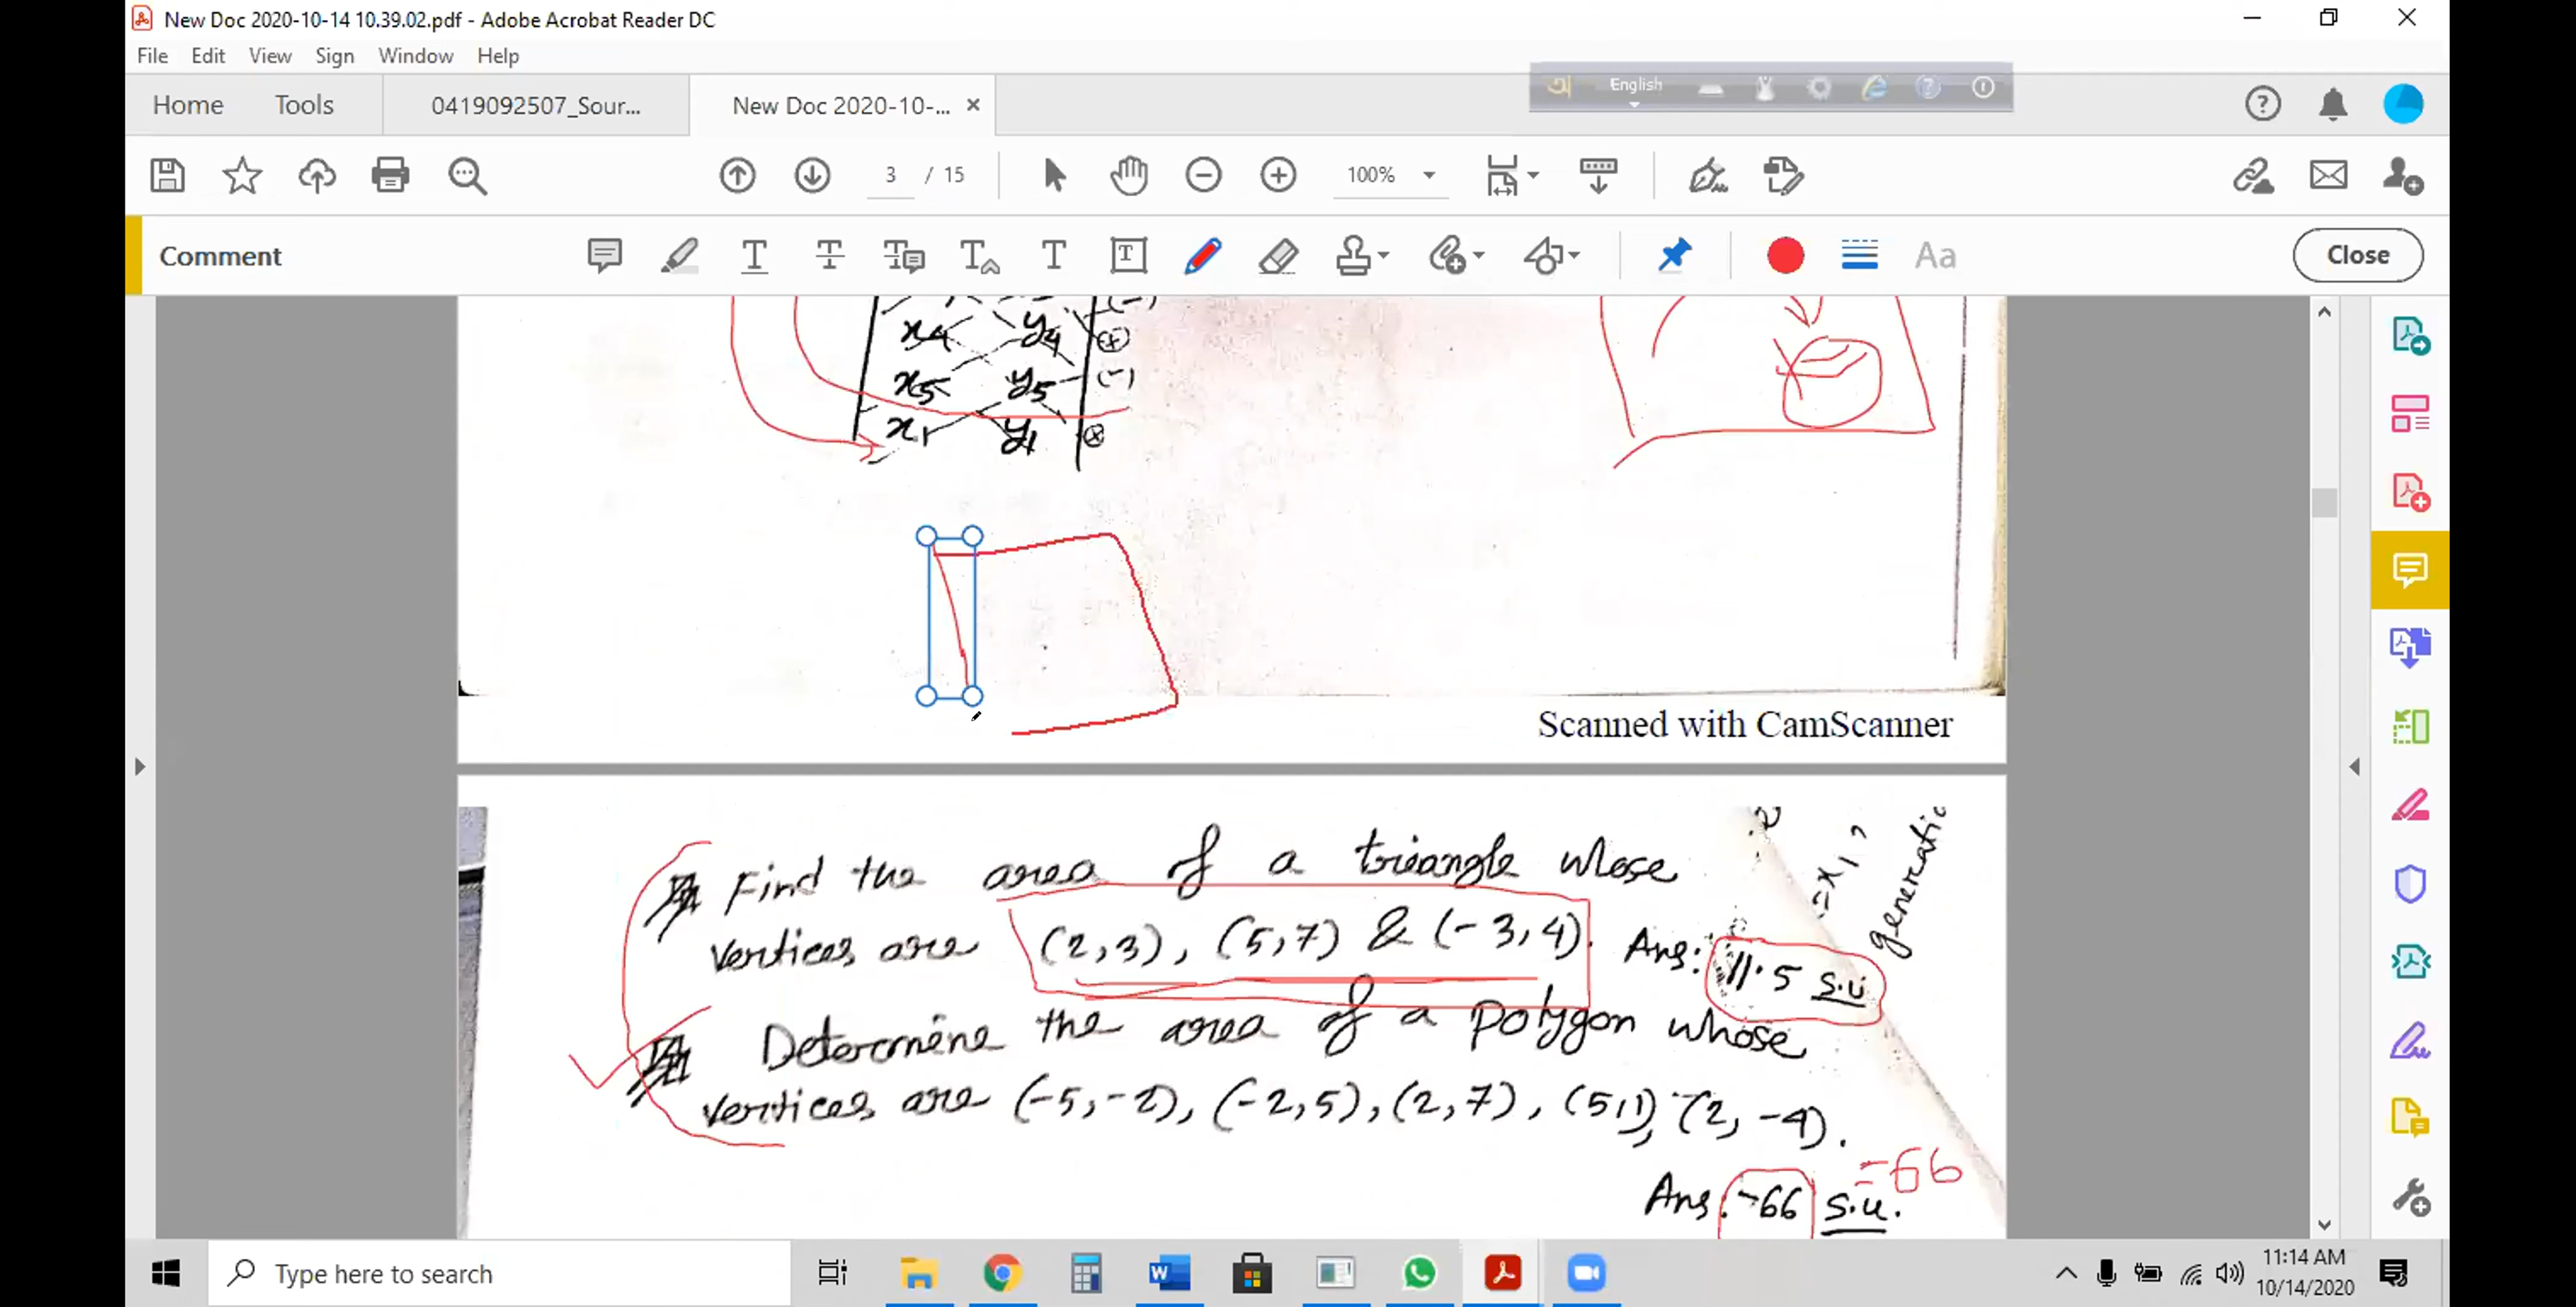 New Doc 2020-10-14 10.39.02.pdf - Adobe Acrobat Reader DC
File Edit View Sign Window Help
Home Tools 0419092507_Sour... New Doc 2020-10-... ×
অ English
3 / 15 100%
Comment Close
x4 y4 (+)
x5 y5 (-)
x1 y1
Scanned with CamScanner
Find the area of a triangle whose
vertices are (2,3), (5,7) & (-3,4). Ans: 11.5 s.u
=x1,
Determine the area of a polygon whose
vertices are (-5,-2), (-2,5), (2,7), (5,1), (2,-4).
=66
Ans: -66 s.u.
Type here to search
11:14 AM
10/14/2020